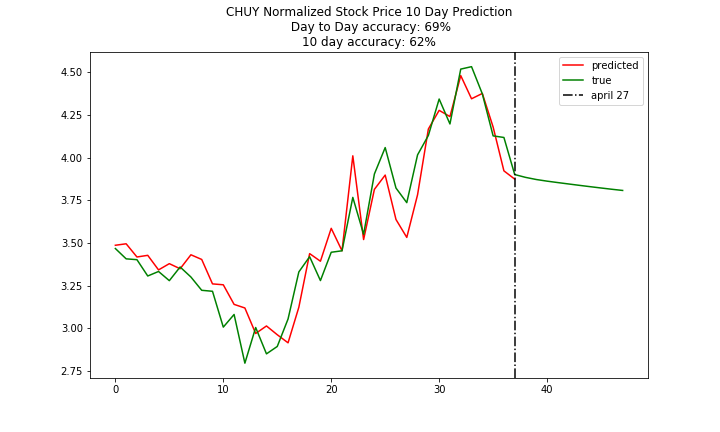 CHUY Normalized Stock Price 10 Day Prediction
Day to Day accuracy: 69%
10 day accuracy: 62%
predicted
true
april 27
4.50
4.25
4.00
3.75
3.50
3.25
3.00
2.75
0 10 20 30 40